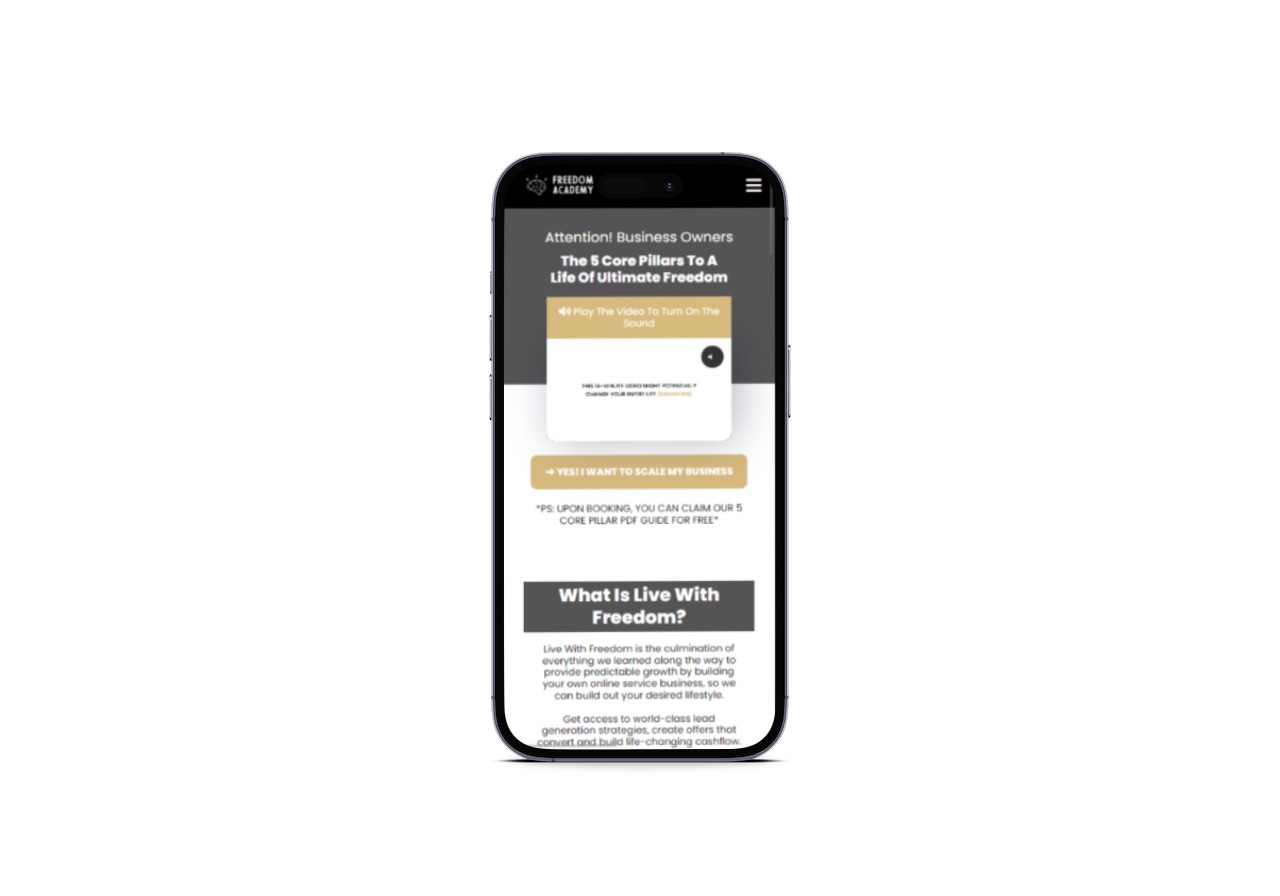 FREEDOM
ACADEMY
Attention! Business Owners
The 5 Core Pillars To A
Life Of Ultimate Freedom
Play The Video To Turn On The
Sound
THIS 14-MINUTE VIDEO MIGHT POTENTIALLY
CHANGE YOUR ENTIRE LIFE
➔ YES! I WANT TO SCALE MY BUSINESS
*PS: UPON BOOKING, YOU CAN CLAIM OUR 5
CORE PILLAR PDF GUIDE FOR FREE*
What Is Live With
Freedom?
Live With Freedom is the culmination of
everything we learned along the way to
provide predictable growth by building
your own online service business, so we
can build out your desired lifestyle.
Get access to world-class lead
generation strategies, create offers that
convert and build life-changing cashflow.